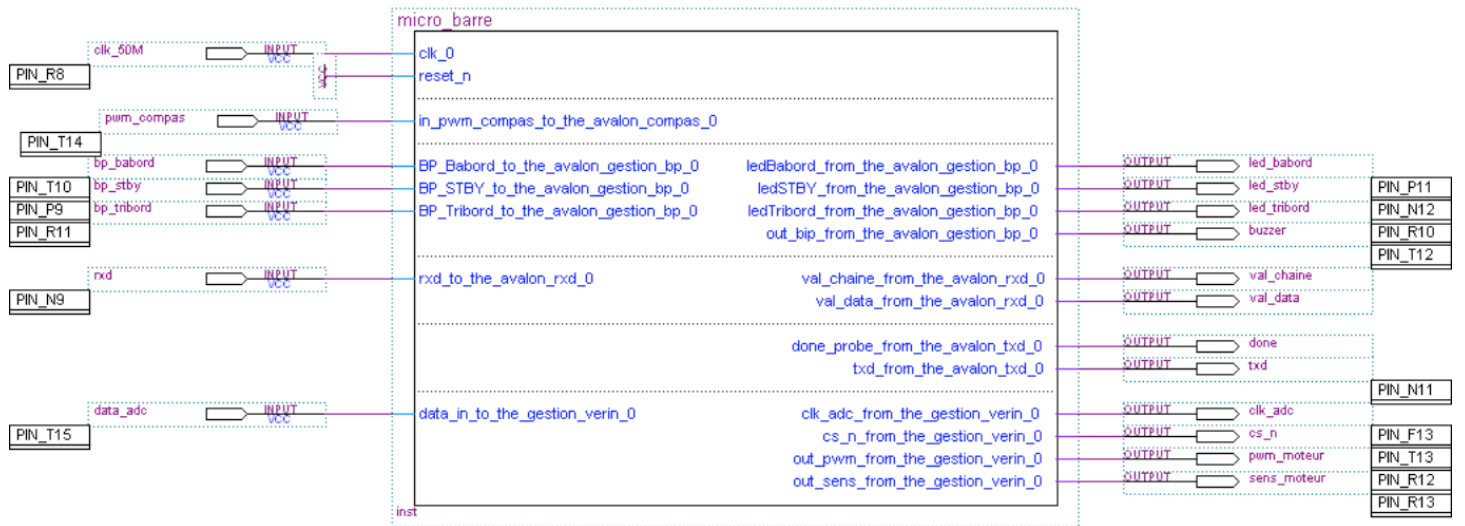 micro_barre
clk_50M INPUT VCC clk_0
PIN_R8 VCC reset_n
pwm_compas INPUT VCC in_pwm_compas_to_the_avalon_compas_0
PIN_T14
bp_babord INPUT VCC BP_Babord_to_the_avalon_gestion_bp_0 ledBabord_from_the_avalon_gestion_bp_0 OUTPUT led_babord
PIN_T10 bp_stby INPUT VCC BP_STBY_to_the_avalon_gestion_bp_0 ledSTBY_from_the_avalon_gestion_bp_0 OUTPUT led_stby PIN_P11
PIN_P9 bp_tribord INPUT VCC BP_Tribord_to_the_avalon_gestion_bp_0 ledTribord_from_the_avalon_gestion_bp_0 OUTPUT led_tribord PIN_N12
PIN_R11 out_bip_from_the_avalon_gestion_bp_0 OUTPUT buzzer PIN_R10
PIN_T12
rxd INPUT VCC rxd_to_the_avalon_rxd_0 val_chaine_from_the_avalon_rxd_0 OUTPUT val_chaine
PIN_N9 val_data_from_the_avalon_rxd_0 OUTPUT val_data
done_probe_from_the_avalon_txd_0 OUTPUT done
txd_from_the_avalon_txd_0 OUTPUT txd
PIN_N11
data_adc INPUT VCC data_in_to_the_gestion_verin_0 clk_adc_from_the_gestion_verin_0 OUTPUT clk_adc
PIN_T15 cs_n_from_the_gestion_verin_0 OUTPUT cs_n PIN_F13
out_pwm_from_the_gestion_verin_0 OUTPUT pwm_moteur PIN_T13
out_sens_from_the_gestion_verin_0 OUTPUT sens_moteur PIN_R12
PIN_R13
inst